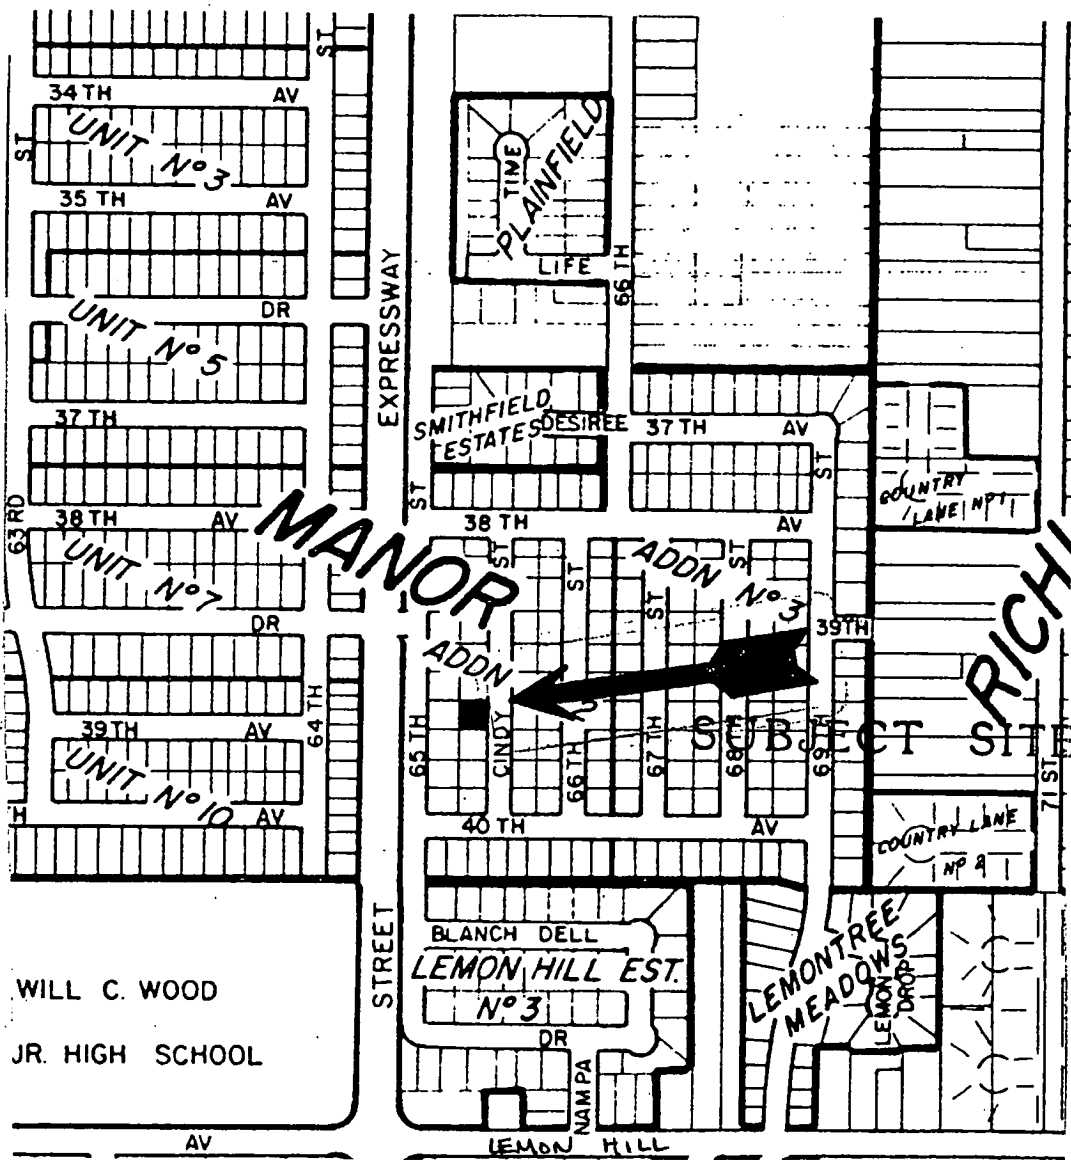 ST
34 TH AV
UNIT Nº 3
ST
35 TH AV
TIME
PLAINFIELD
LIFE
66 TH
EXPRESSWAY
DR
UNIT Nº 5
37 TH
SMITHFIELD
ESTATES
DESIREE
37 TH AV
ST
ST
COUNTRY
LANE Nº 1
63 RD
38 TH AV
38 TH AV
MANOR
UNIT Nº 7
ST
ST
ST
ST
ADDN Nº 3
RICH
DR
39 TH
ADDN
64 TH
39 TH AV
UNIT Nº 10
65 TH
CINDY
66 TH
67 TH
68 TH
69 TH
SUBJECT SITE
71 ST.
H
AV
40 TH AV
COUNTRY LANE
Nº 2
STREET
BLANCH DELL
LEMON HILL EST.
Nº 3
DR
LEMONTREE
MEADOWS
LEMON
DROP
WILL C. WOOD
JR. HIGH SCHOOL
NAMPA
AV
LEMON HILL